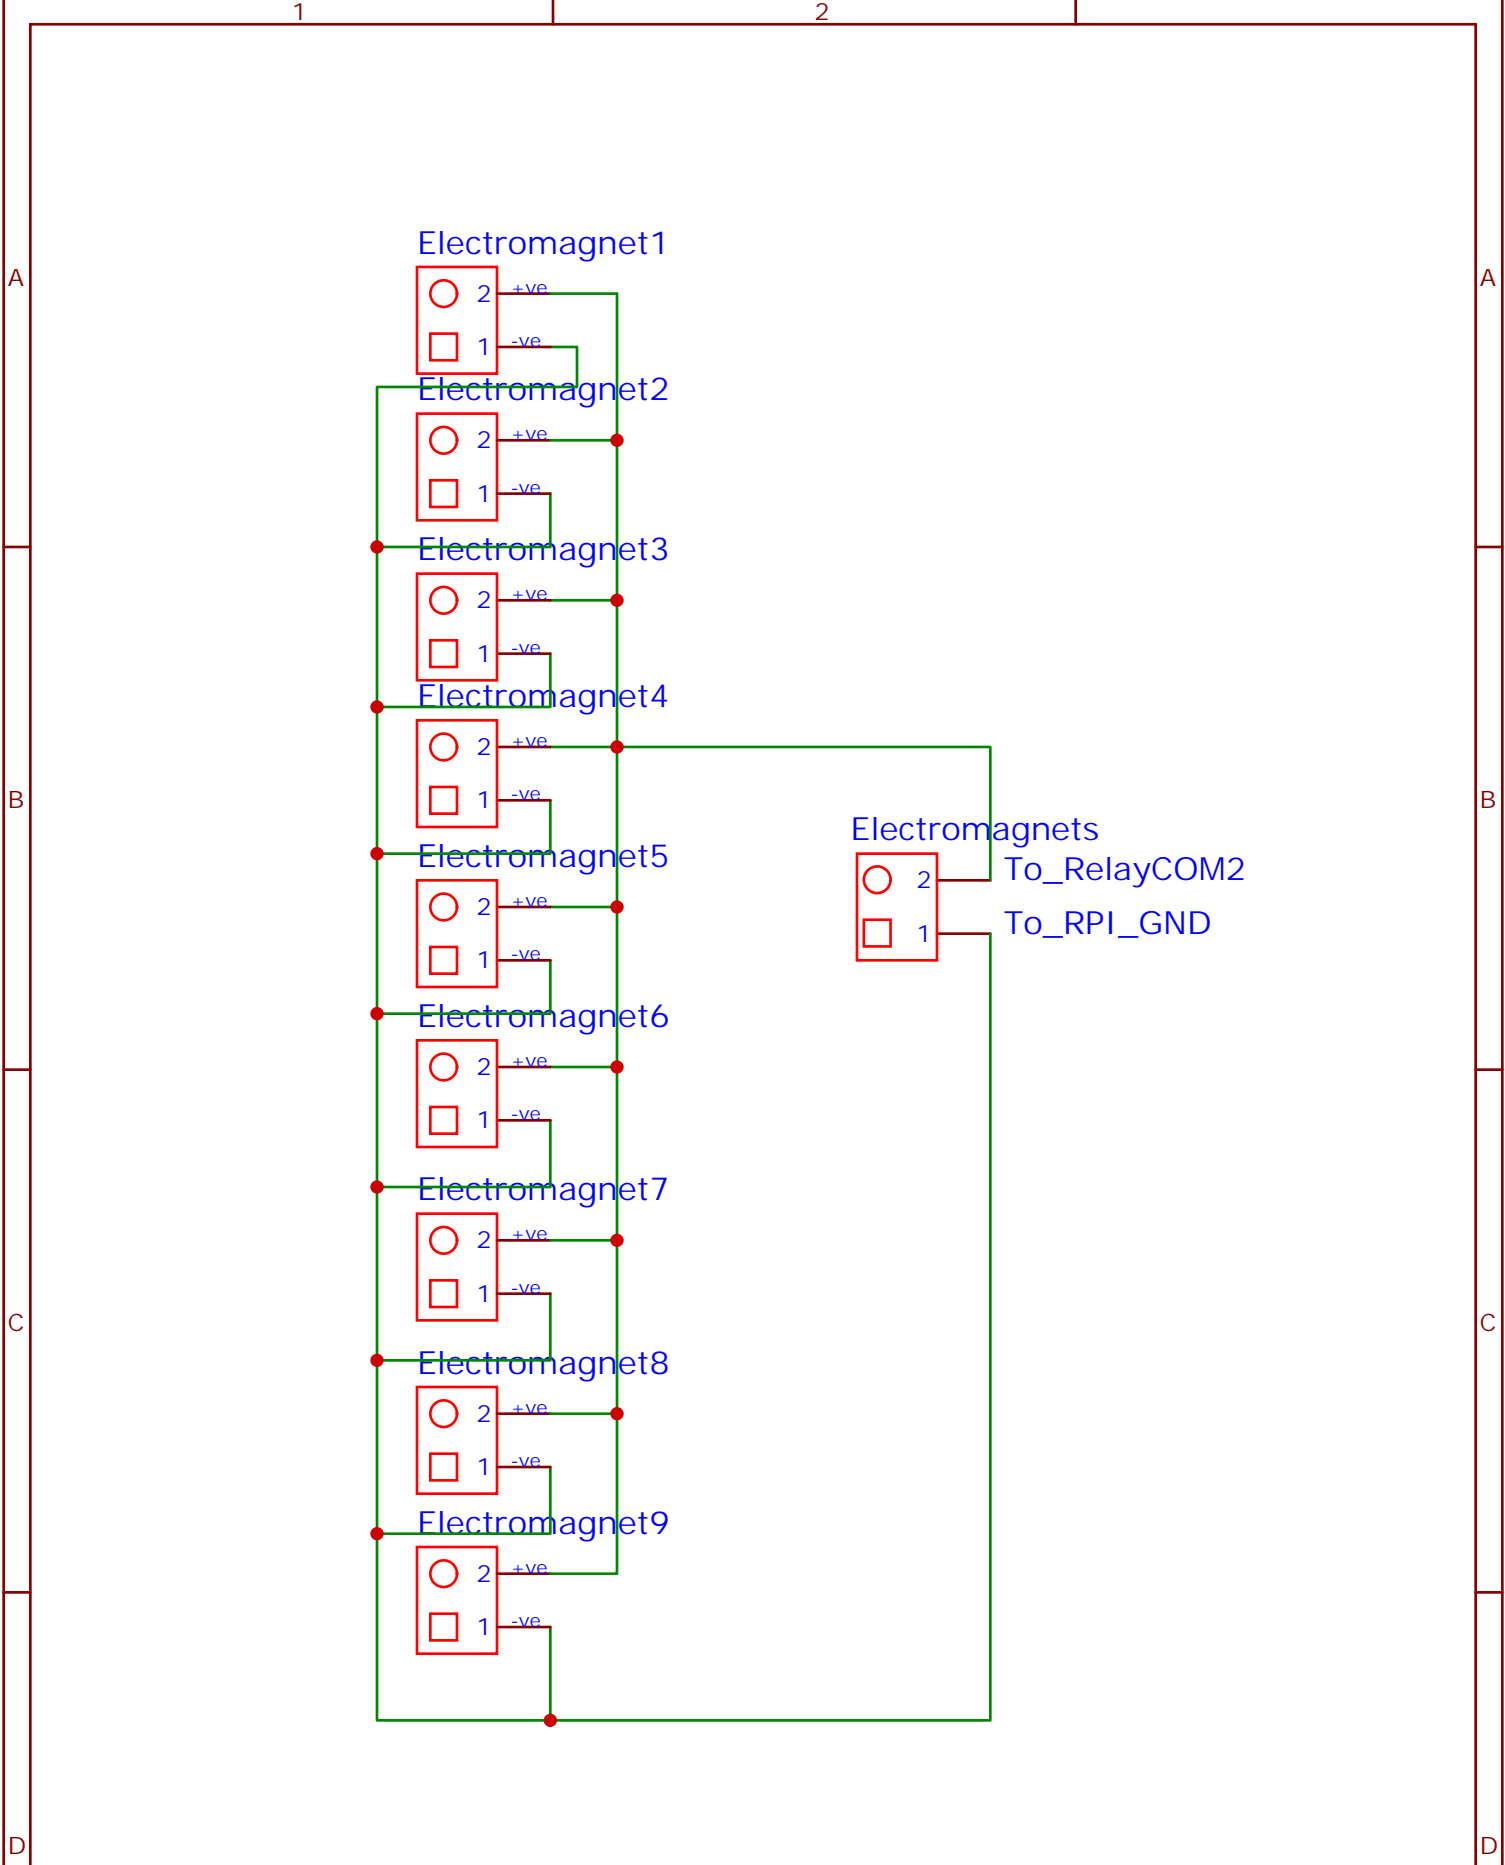 1 2
Electromagnet1
A 2 +ve A
1 -ve
Electromagnet2
2 +ve
1 -ve
Electromagnet3
2 +ve
1 -ve
Electromagnet4
2 +ve
B 1 -ve B
Electromagnets
Electromagnet5
2 To_RelayCOM2
2 +ve
1 To_RPI_GND
1 -ve
Electromagnet6
2 +ve
1 -ve
Electromagnet7
2 +ve
1 -ve
C C
Electromagnet8
2 +ve
1 -ve
Electromagnet9
2 +ve
1 -ve
D D